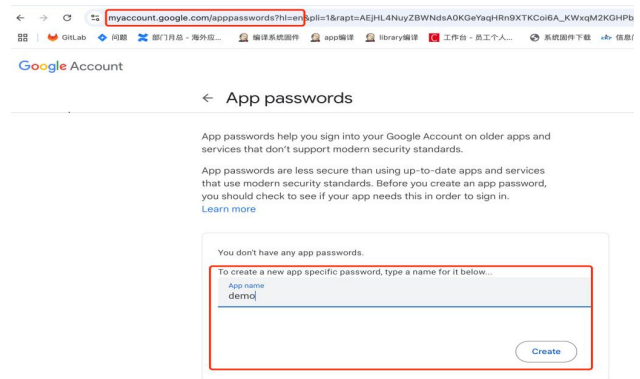 myaccount.google.com/apppasswords?hl=en&pli=1&rapt=AEjHL4NuyZBWNdsA0KGeYaqHRn9XTKCoi6A_KWxqM2KGHPb
GitLab 问题 部门月总 - 海外应... 编译系统固件 app编译 library编译 工作台 - 员工个人... 系统固件下载
Google Account
← App passwords
App passwords help you sign into your Google Account on older apps and
services that don't support modern security standards.
App passwords are less secure than using up-to-date apps and services
that use modern security standards. Before you create an app password,
you should check to see if your app needs this in order to sign in.
Learn more
You don't have any app passwords.
To create a new app specific password, type a name for it below...
App name
demo
Create